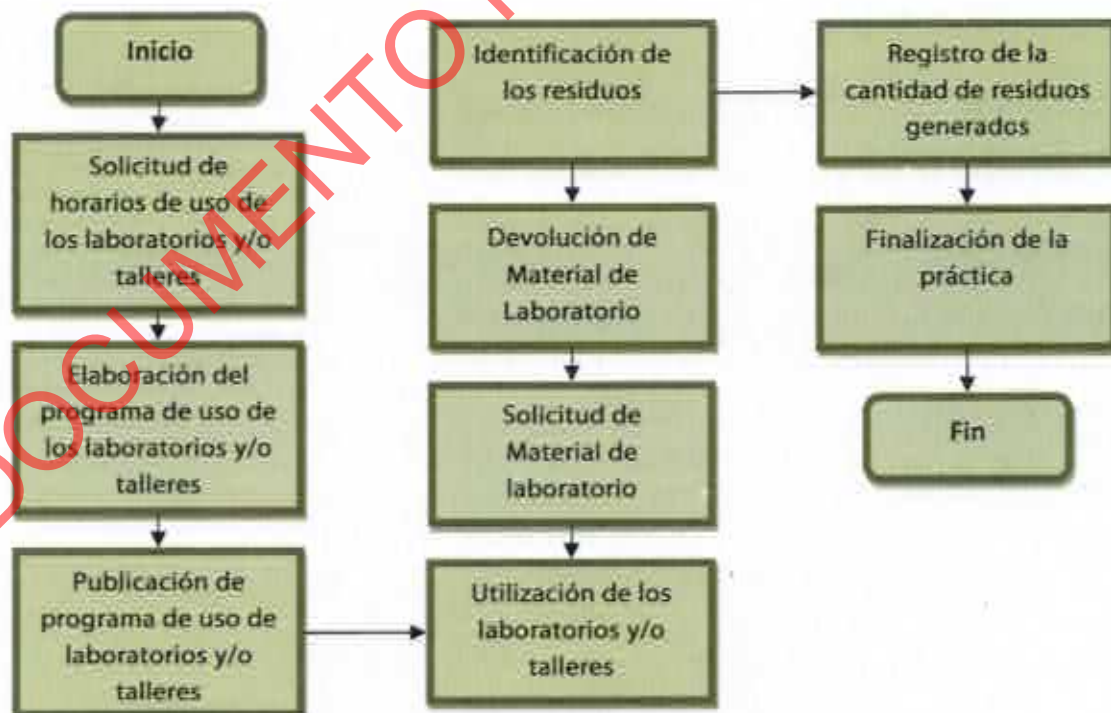 Inicio
Solicitud de
horarios de uso de
los laboratorios y/o
talleres
Elaboración del
programa de uso de
los laboratorios y/o
talleres
Publicación de
programa de uso de
laboratorios y/o
talleres
Identificación de
los residuos
Devolución de
Material de
Laboratorio
Solicitud de
Material de
laboratorio
Utilización de los
laboratorios y/o
talleres
Registro de la
cantidad de residuos
generados
Finalización de la
práctica
Fin
DOCUMENTO